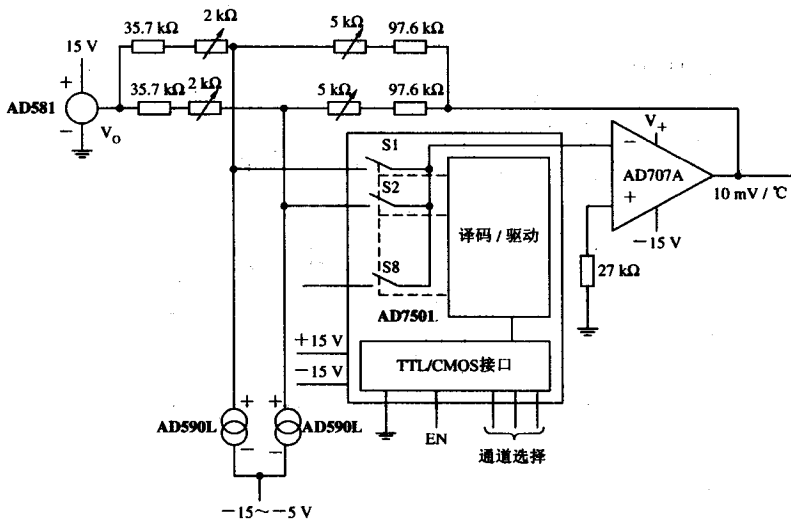 35.7 kΩ
2 kΩ
5 kΩ
97.6 kΩ
15 V
+
AD581
−
V_O
35.7 kΩ
2 kΩ
5 kΩ
97.6 kΩ
S1
S2
S8
译码 / 驱动
AD7501
V+
−
AD707A
+
10 mV / ℃
−15 V
27 kΩ
+15 V
−15 V
TTL/CMOS接口
EN
通道选择
+
+
AD590L
AD590L
−
−
−15～−5 V